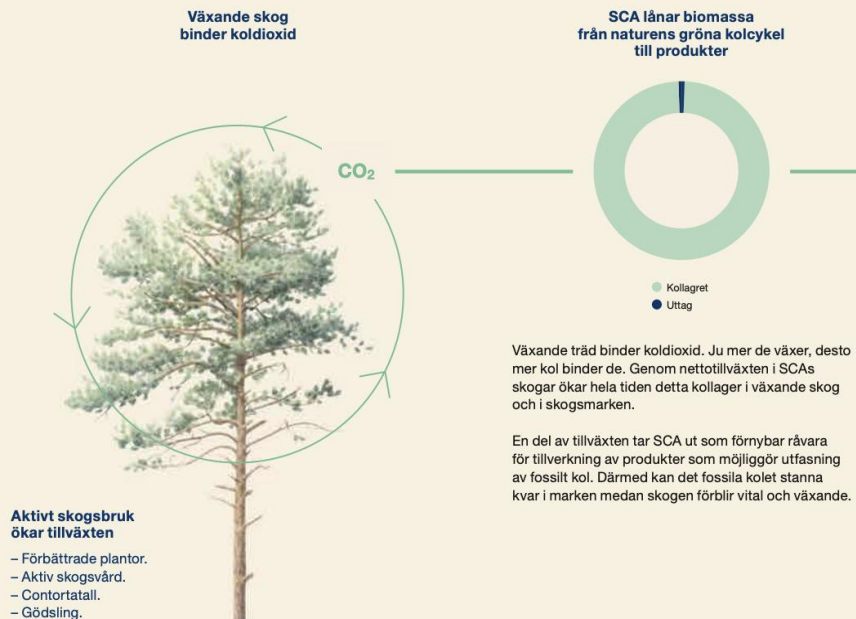 Växande skog
binder koldioxid
CO₂
Aktivt skogsbruk
ökar tillväxten
– Förbättrade plantor.
– Aktiv skogsvård.
– Contortatall.
– Gödsling.
SCA lånar biomassa
från naturens gröna kolcykel
till produkter
Kollagret
Uttag
Växande träd binder koldioxid. Ju mer de växer, desto
mer kol binder de. Genom nettotillväxten i SCAs
skogar ökar hela tiden detta kollager i växande skog
och i skogsmarken.
En del av tillväxten tar SCA ut som förnybar råvara
för tillverkning av produkter som möjliggör utfasning
av fossilt kol. Därmed kan det fossila kolet stanna
kvar i marken medan skogen förblir vital och växande.